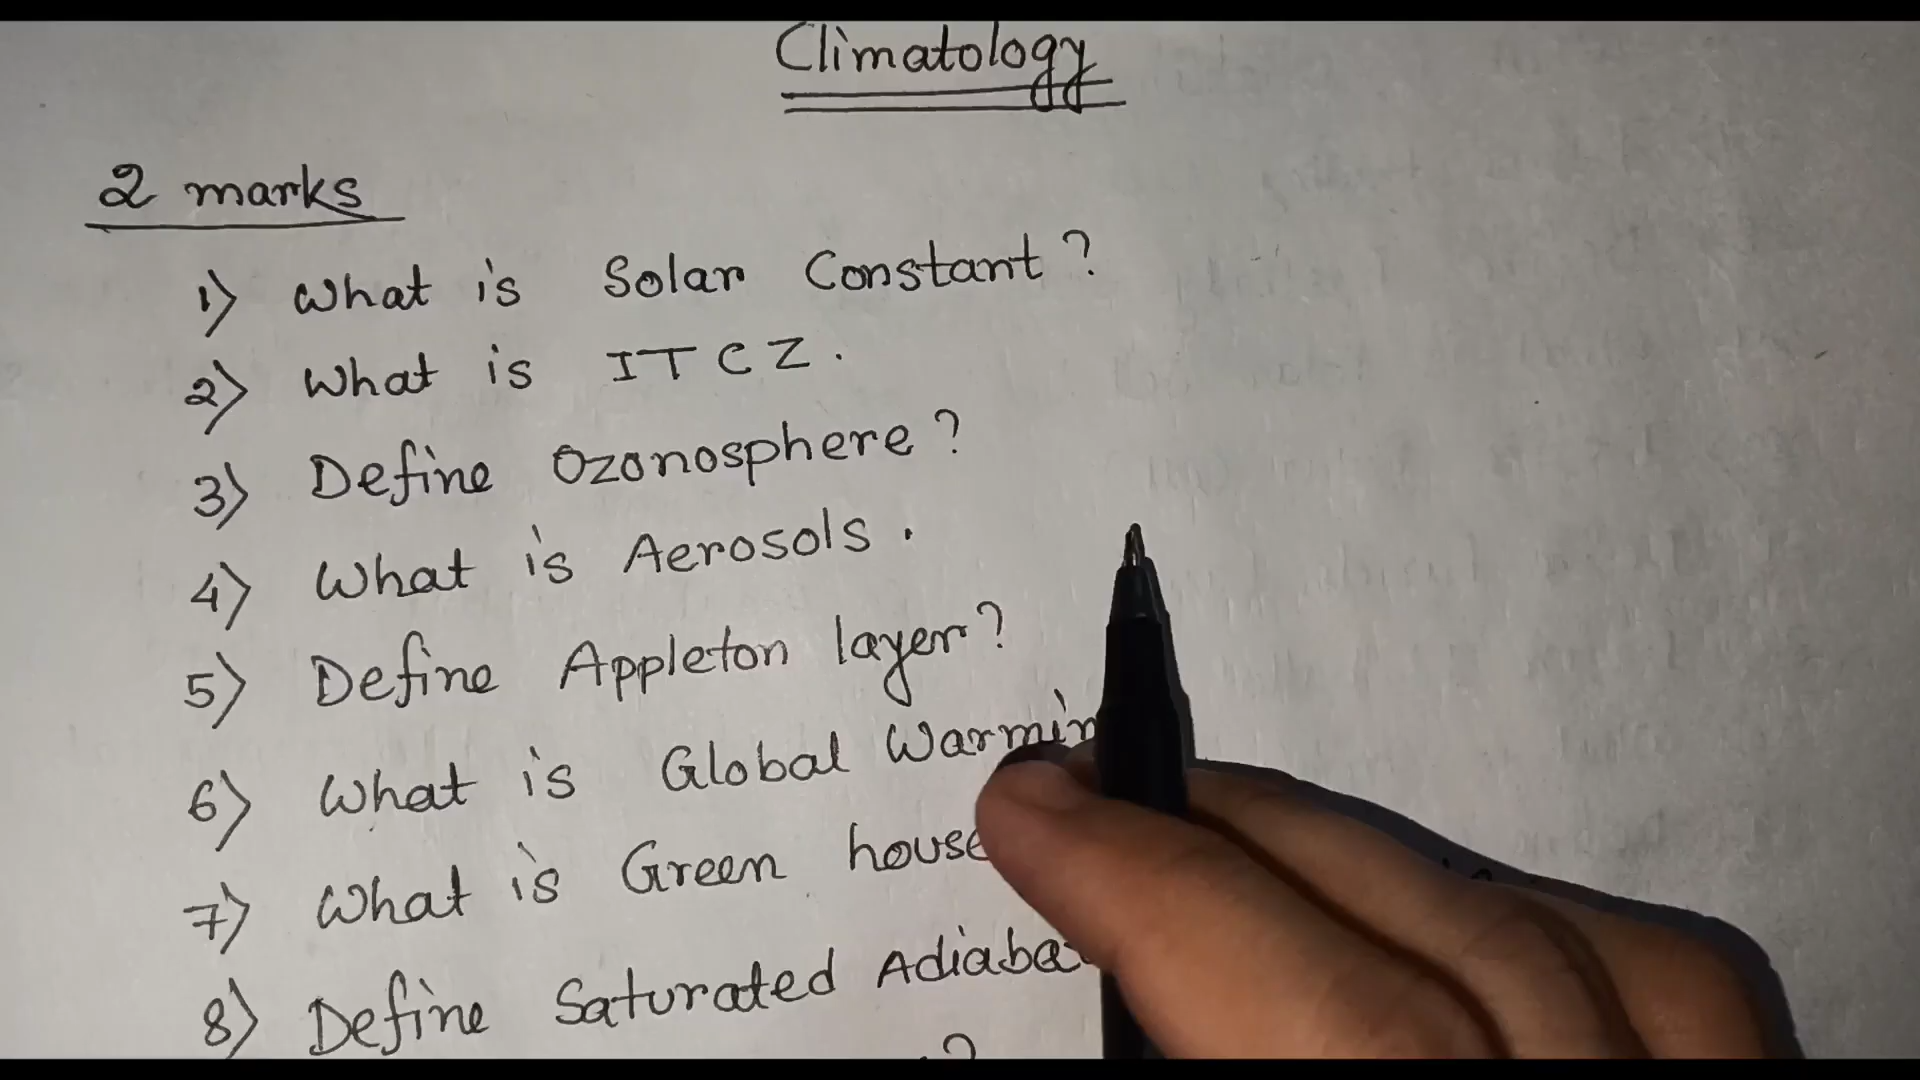 Climatology
2 marks
1) What is Solar Constant?
2) What is ITCZ.
3) Define Ozonosphere?
4) What is Aerosols.
5) Define Appleton layer?
6) What is Global
7) What is Green house
8) Define Saturated